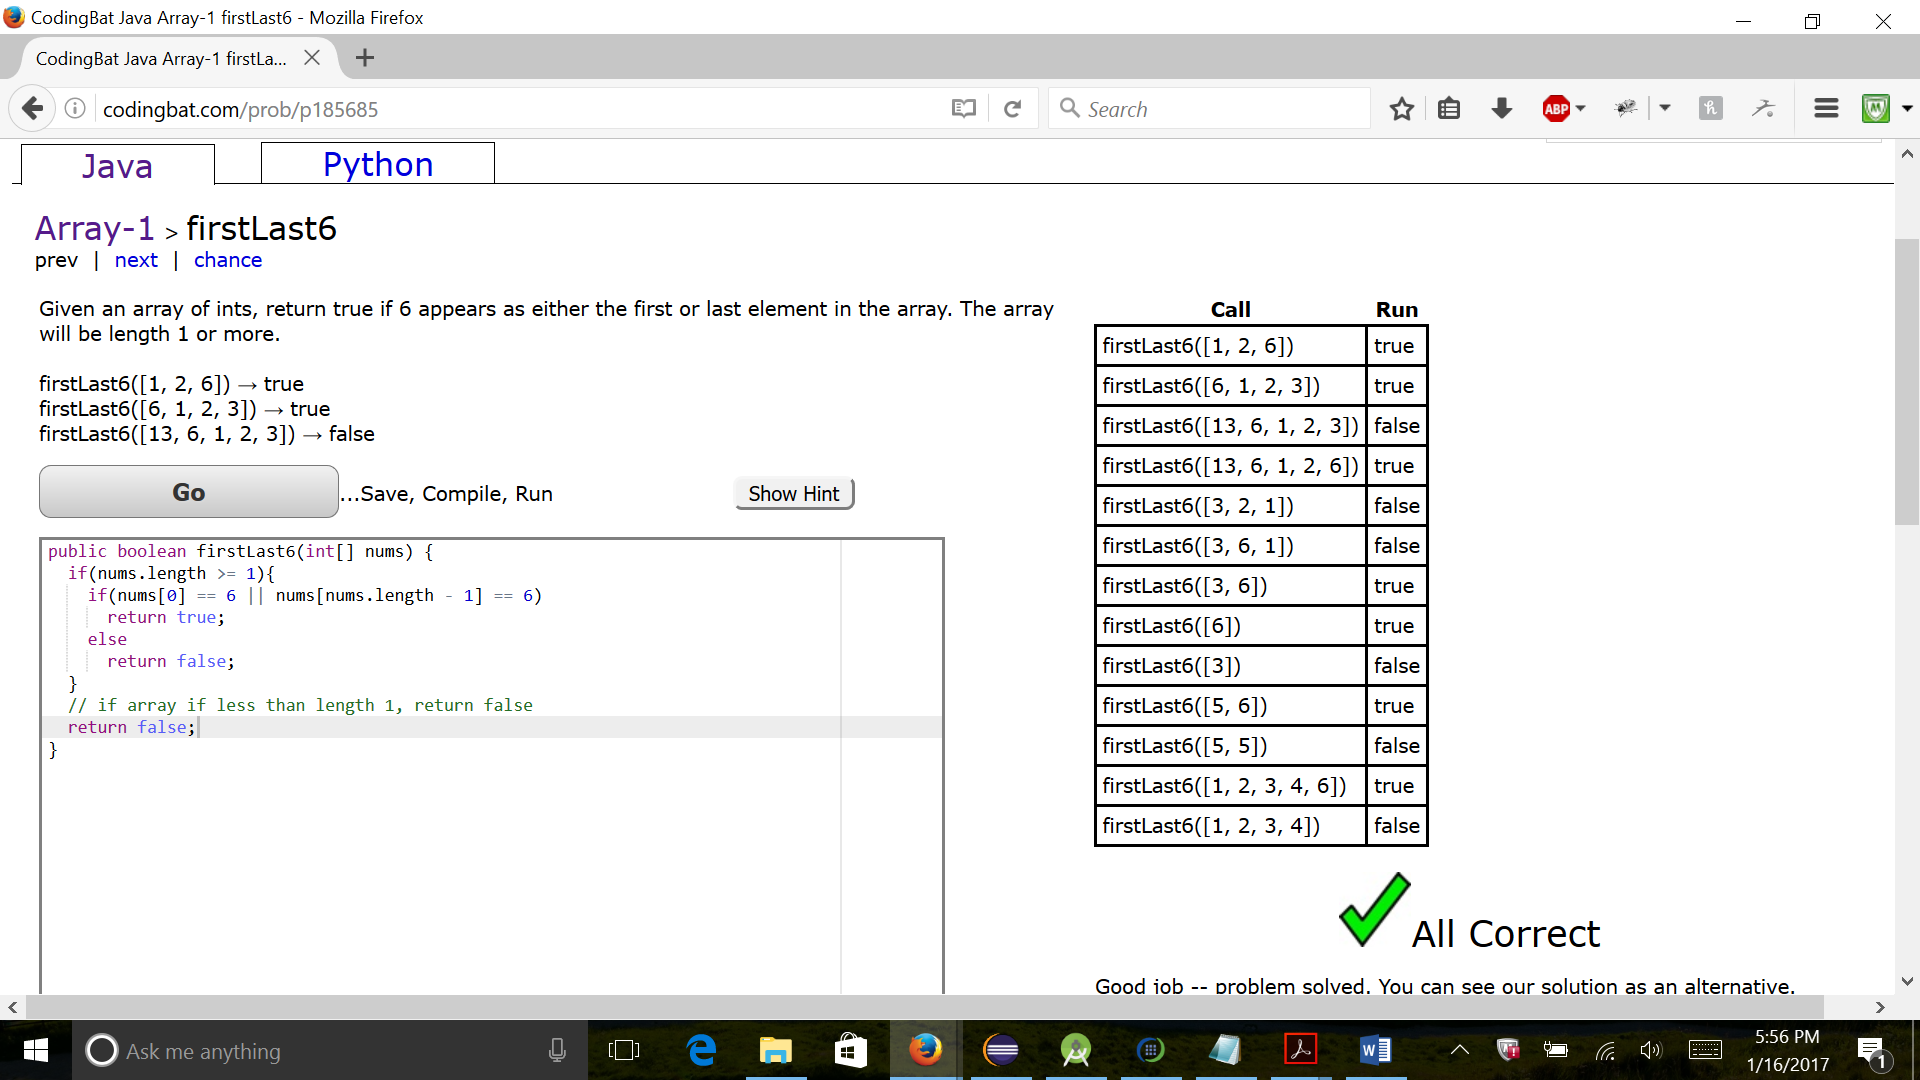 CodingBat Java Array-1 firstLast6 - Mozilla Firefox
CodingBat Java Array-1 firstLa...
codingbat.com/prob/p185685
Search
ABP
Java
Python
Array-1 > firstLast6
prev | next | chance
Given an array of ints, return true if 6 appears as either the first or last element in the array. The array
will be length 1 or more.
firstLast6([1, 2, 6]) → true
firstLast6([6, 1, 2, 3]) → true
firstLast6([13, 6, 1, 2, 3]) → false
Go
...Save, Compile, Run
Show Hint
public boolean firstLast6(int[] nums) {
if(nums.length >= 1){
if(nums[0] == 6 || nums[nums.length - 1] == 6)
return true;
else
return false;
}
// if array if less than length 1, return false
return false;
}
Call Run
firstLast6([1, 2, 6]) true
firstLast6([6, 1, 2, 3]) true
firstLast6([13, 6, 1, 2, 3]) false
firstLast6([13, 6, 1, 2, 6]) true
firstLast6([3, 2, 1]) false
firstLast6([3, 6, 1]) false
firstLast6([3, 6]) true
firstLast6([6]) true
firstLast6([3]) false
firstLast6([5, 6]) true
firstLast6([5, 5]) false
firstLast6([1, 2, 3, 4, 6]) true
firstLast6([1, 2, 3, 4]) false
All Correct
Good job -- problem solved. You can see our solution as an alternative.
Ask me anything
5:56 PM
1/16/2017
1